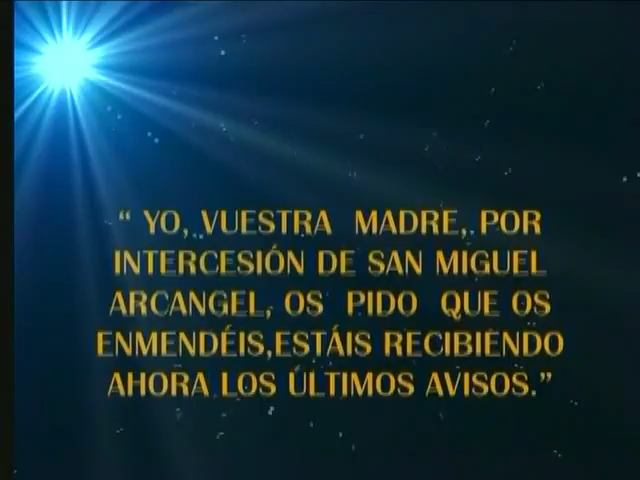 “ YO, VUESTRA MADRE, POR
INTERCESIÓN DE SAN MIGUEL
ARCANGEL, OS PIDO QUE OS
ENMENDÉIS,ESTÁIS RECIBIENDO
AHORA LOS ÚLTIMOS AVISOS.”